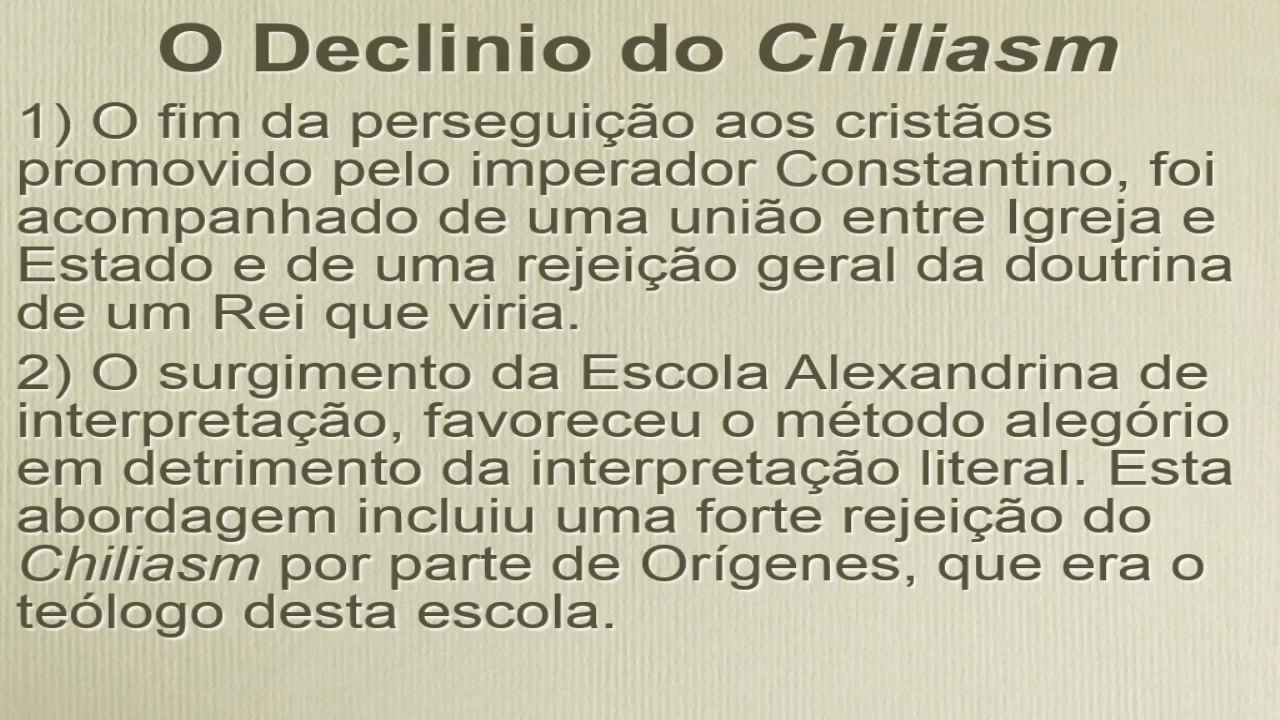 O Declinio do Chiliasm
1) O fim da perseguição aos cristãos
promovido pelo imperador Constantino, foi
acompanhado de uma união entre Igreja e
Estado e de uma rejeição geral da doutrina
de um Rei que viria.
2) O surgimento da Escola Alexandrina de
interpretação, favoreceu o método alegório
em detrimento da interpretação literal. Esta
abordagem incluiu uma forte rejeição do
Chiliasm por parte de Orígenes, que era o
teólogo desta escola.